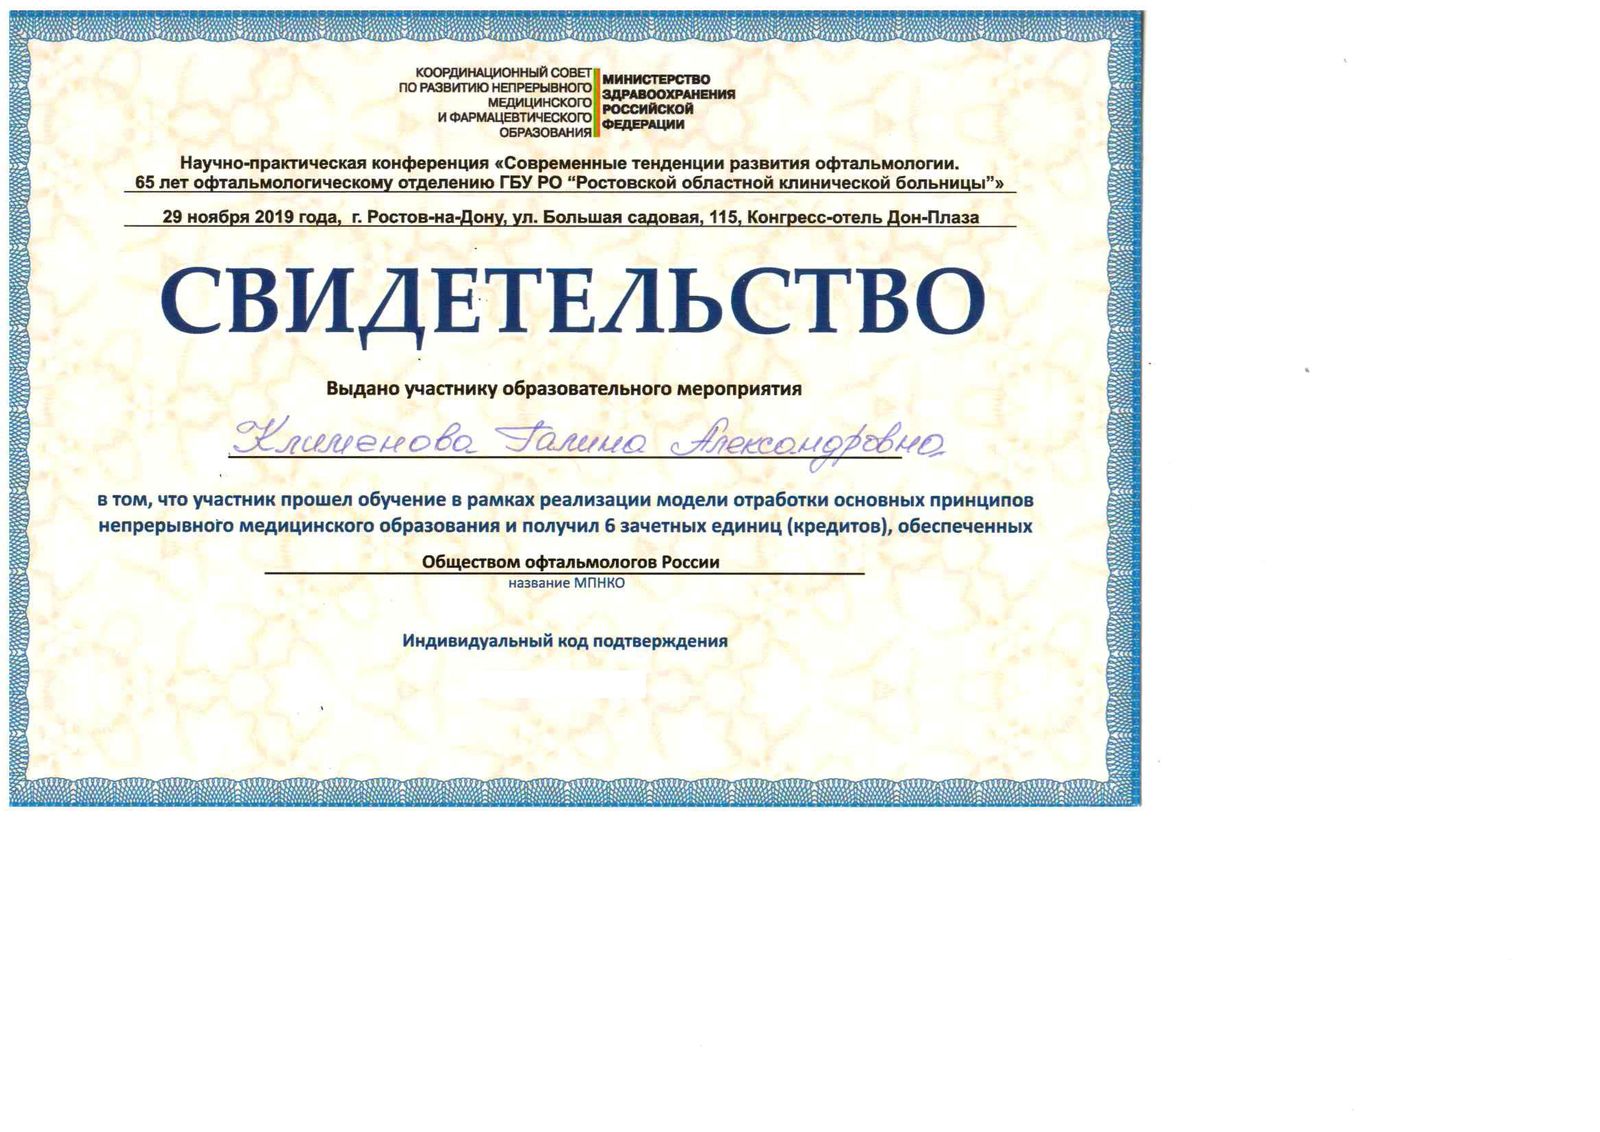 КООРДИНАЦИОННЫЙ СОВЕТ
ПО РАЗВИТИЮ НЕПРЕРЫВНОГО
МЕДИЦИНСКОГО
И ФАРМАЦЕВТИЧЕСКОГО
ОБРАЗОВАНИЯ
МИНИСТЕРСТВО
ЗДРАВООХРАНЕНИЯ
РОССИЙСКОЙ
ФЕДЕРАЦИИ
Научно-практическая конференция «Современные тенденции развития офтальмологии.
65 лет офтальмологическому отделению ГБУ РО “Ростовской областной клинической больницы”»
29 ноября 2019 года, г. Ростов-на-Дону, ул. Большая садовая, 115, Конгресс-отель Дон-Плаза
СВИДЕТЕЛЬСТВО
Выдано участнику образовательного мероприятия
Клименова Галина Александровна
в том, что участник прошел обучение в рамках реализации модели отработки основных принципов
непрерывного медицинского образования и получил 6 зачетных единиц (кредитов), обеспеченных
Обществом офтальмологов России
название МПНКО
Индивидуальный код подтверждения